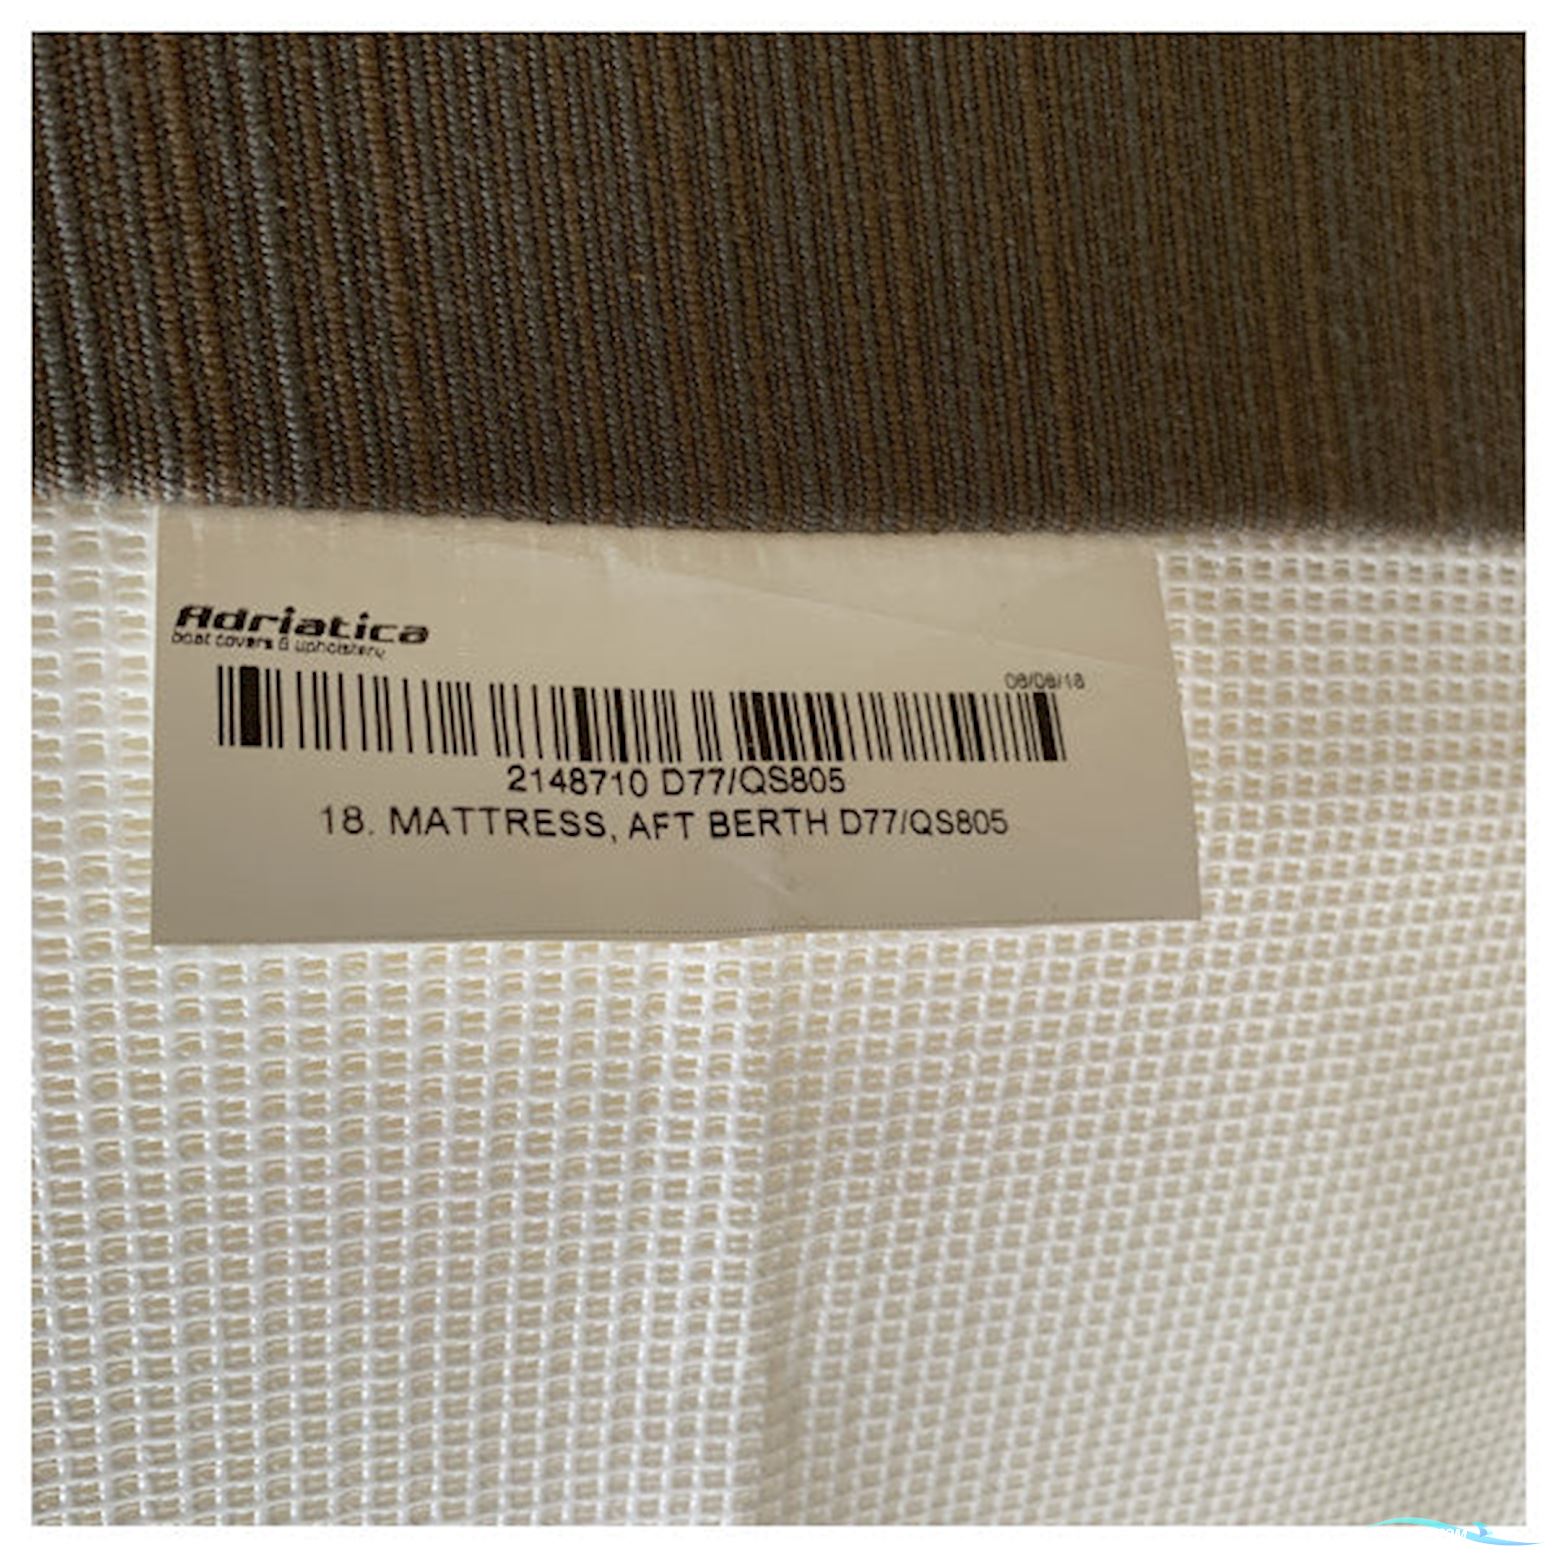 Adriatica
boat covers & upholstery
08/08/18
2148710 D77/QS805
18. MATTRESS, AFT BERTH D77/QS805